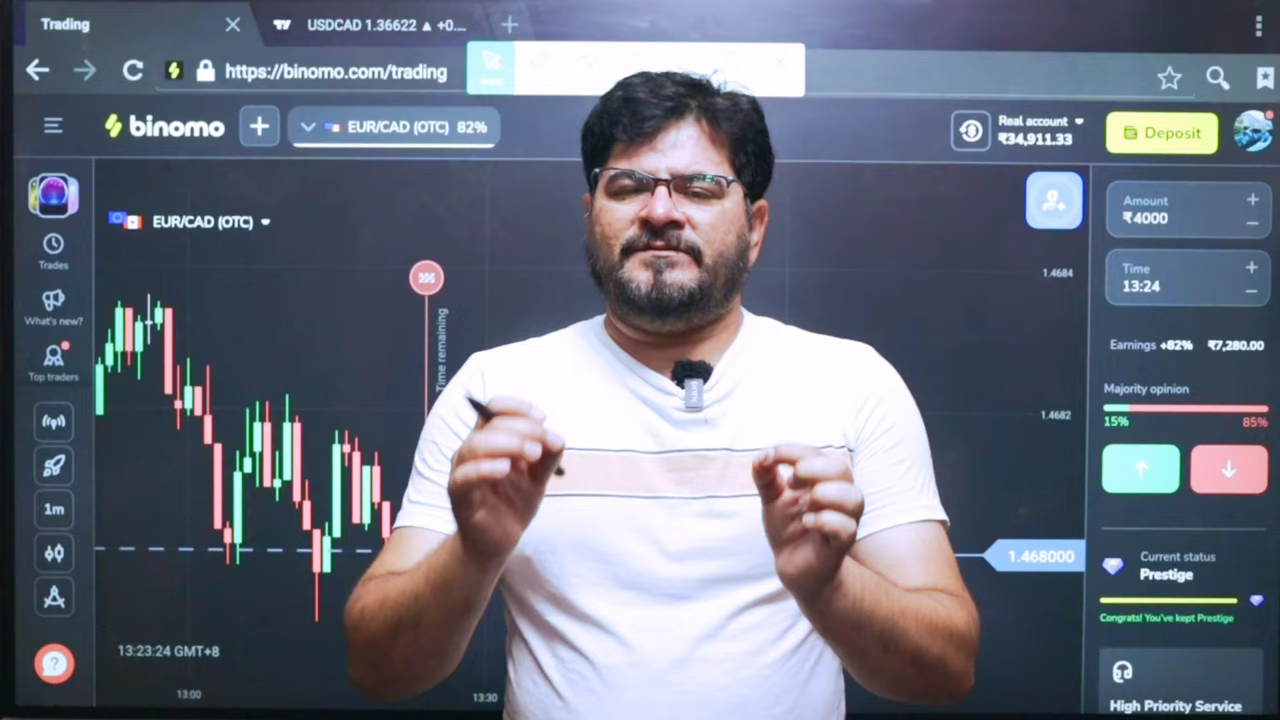 Trading
USDCAD 1.36622 ▲ +0....
https://binomo.com/trading
binomo
EUR/CAD (OTC) 82%
Real account
₹34,911.33
Deposit
EUR/CAD (OTC)
Trades
What's new?
Top traders
1m
Time remaining
1.4684
1.4682
1.468000
13:23:24 GMT+8
13:00
13:30
Amount
₹4000
Time
13:24
Earnings +82% ₹7,280.00
Majority opinion
15% 85%
Current status
Prestige
Congrats! You've kept Prestige
High Priority Service